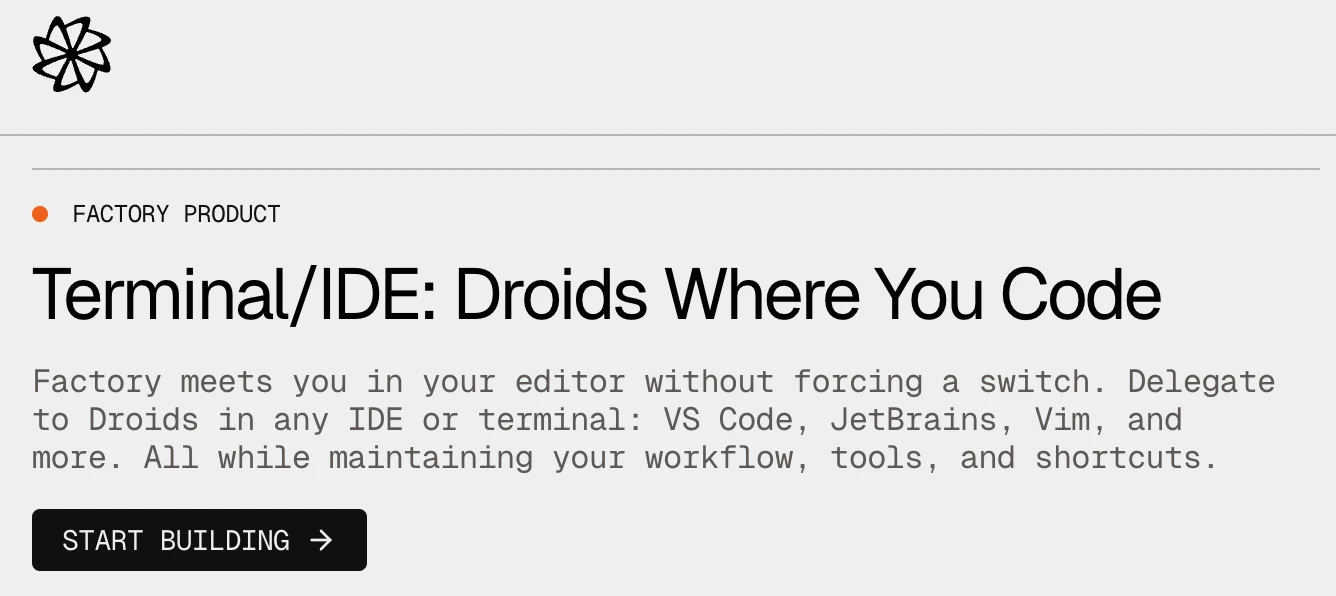 FACTORY PRODUCT
Terminal/IDE: Droids Where You Code
Factory meets you in your editor without forcing a switch. Delegate
to Droids in any IDE or terminal: VS Code, JetBrains, Vim, and
more. All while maintaining your workflow, tools, and shortcuts.
START BUILDING →